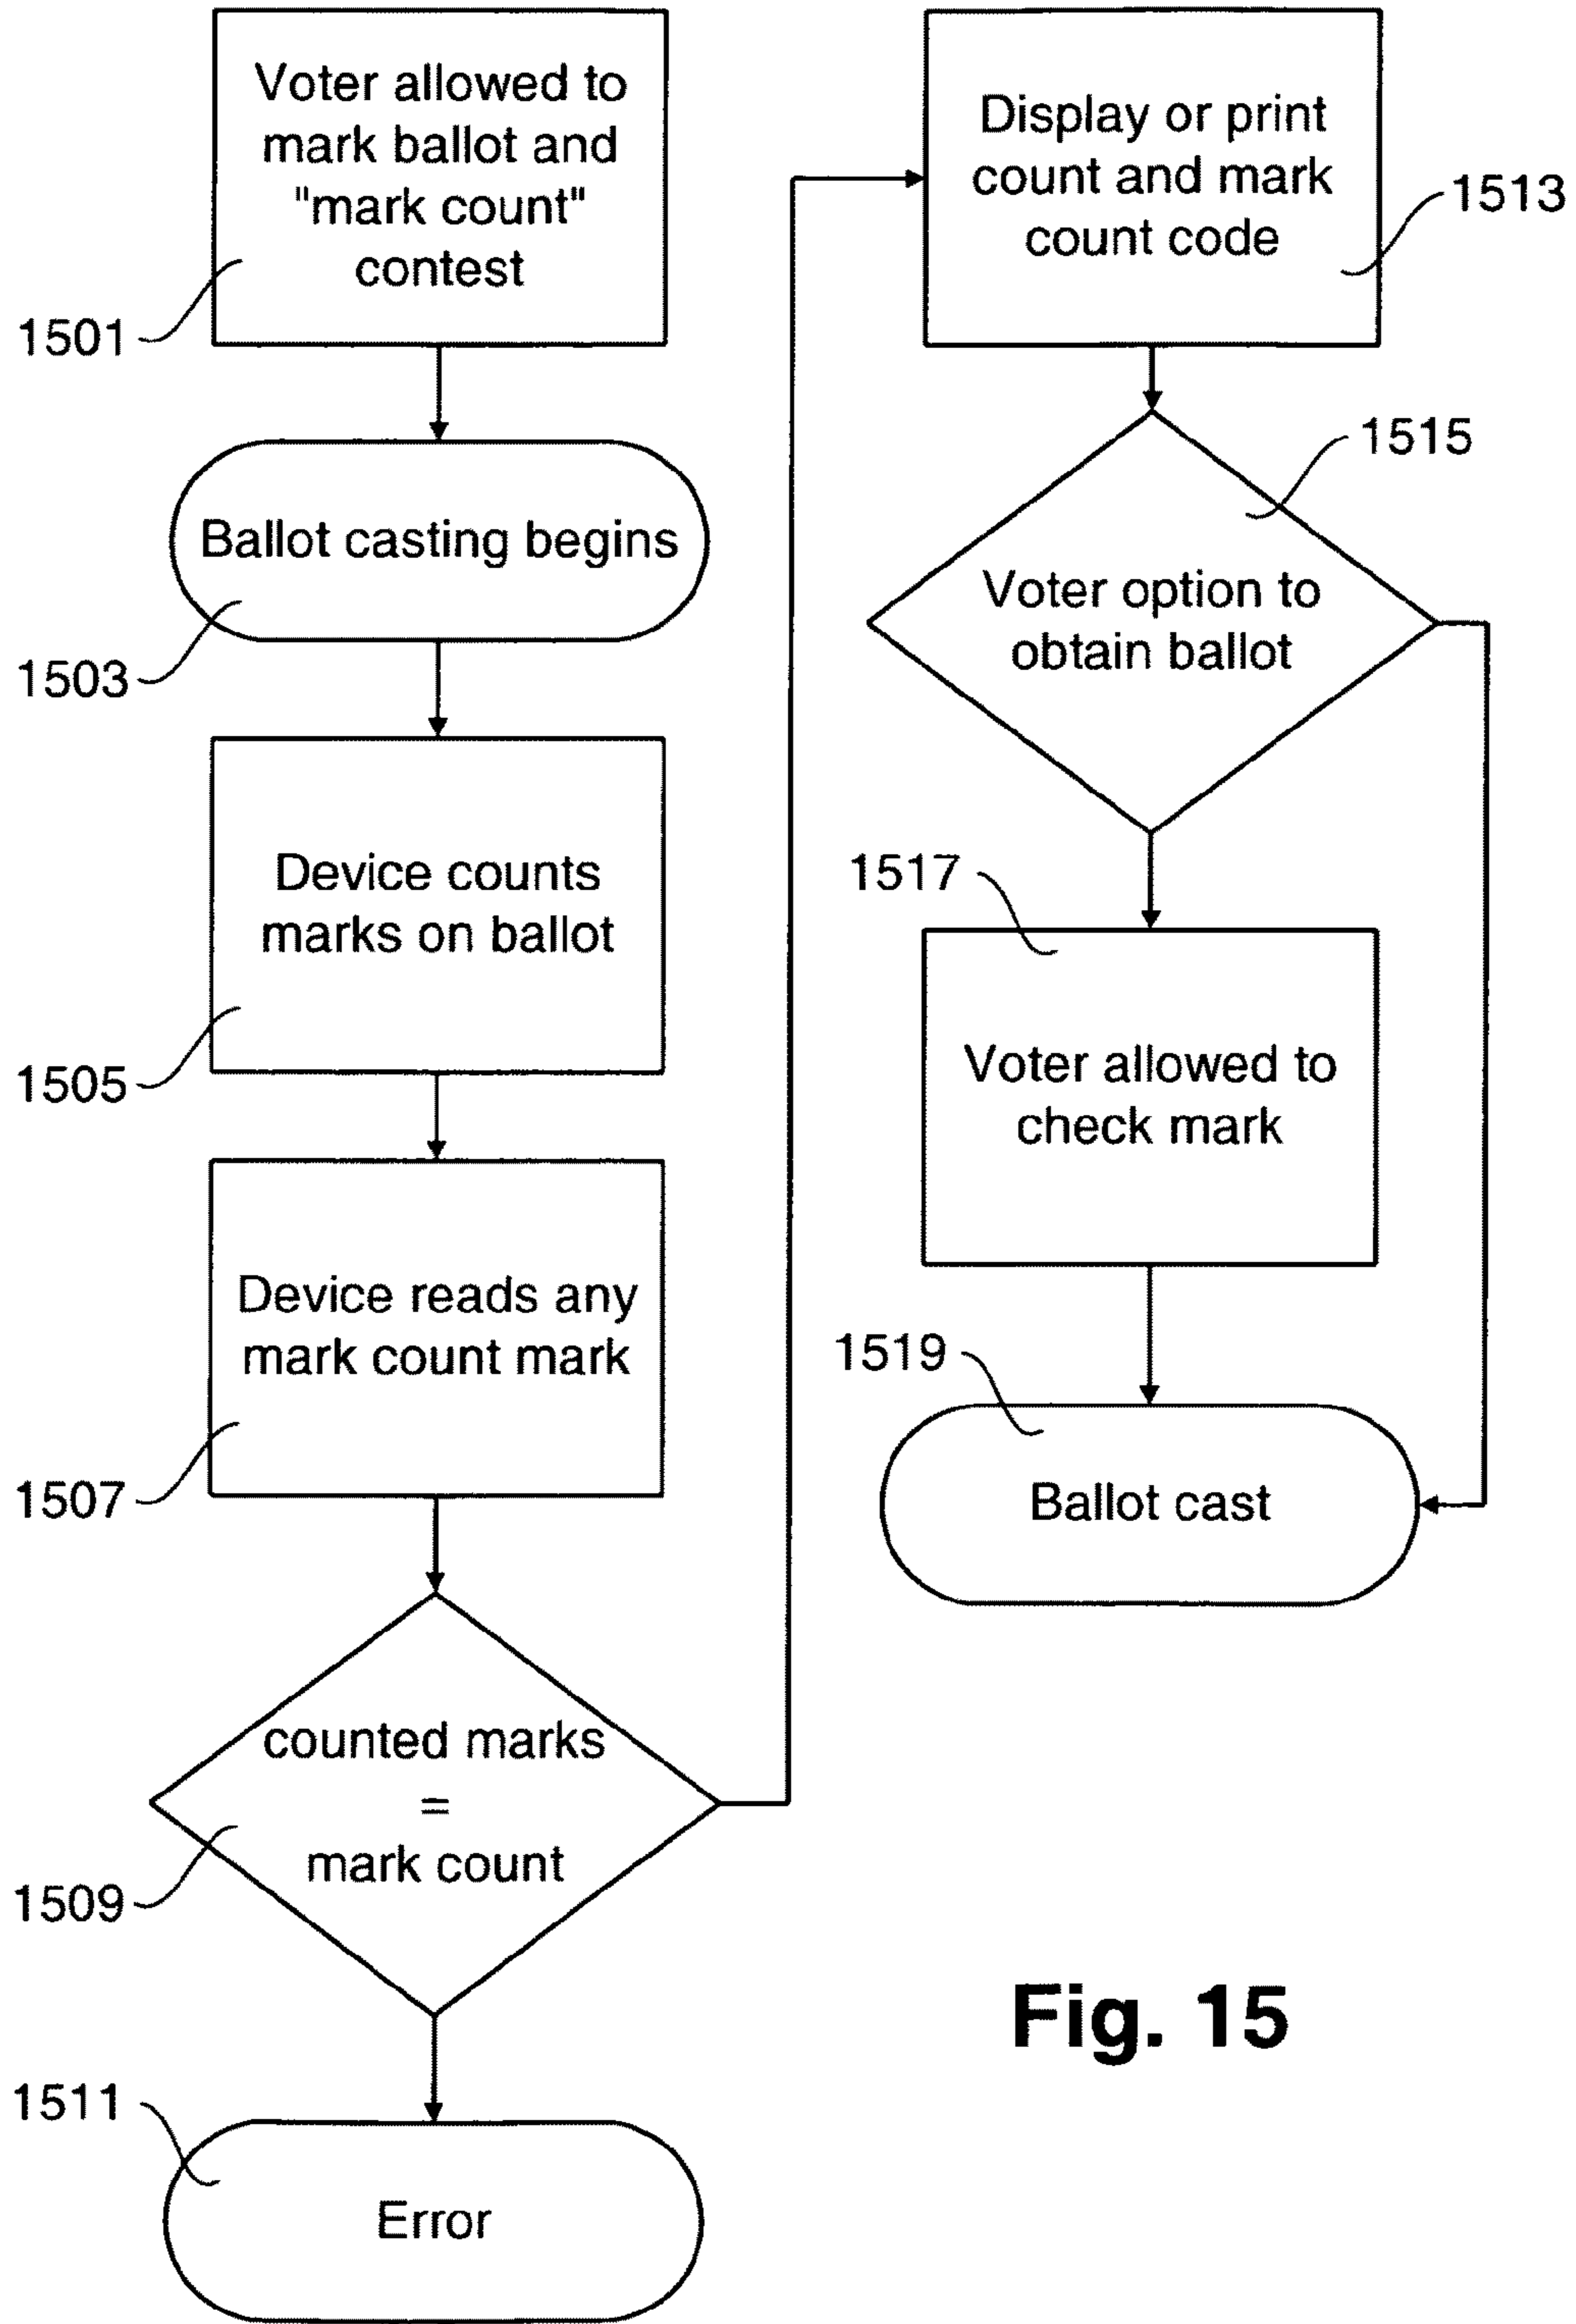 Voter allowed to
mark ballot and
"mark count"
contest
1501
Ballot casting begins
1503
Device counts
marks on ballot
1505
Device reads any
mark count mark
1507
counted marks
=
mark count
1509
1511
Error
Display or print
count and mark
count code
1513
1515
Voter option to
obtain ballot
1517
Voter allowed to
check mark
1519
Ballot cast
Fig. 15